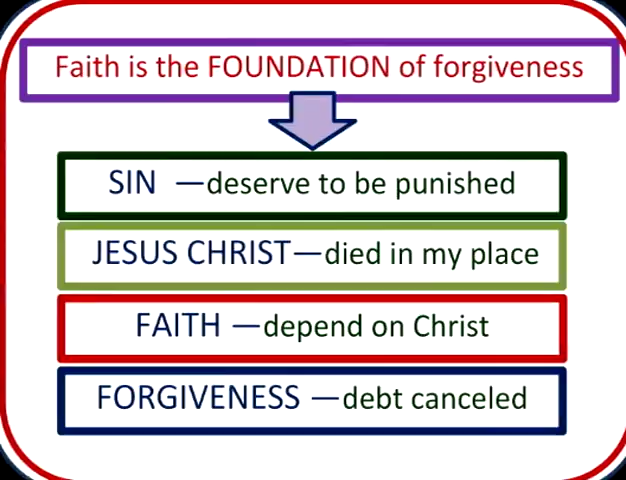 Faith is the FOUNDATION of forgiveness
SIN —deserve to be punished
JESUS CHRIST—died in my place
FAITH —depend on Christ
FORGIVENESS —debt canceled